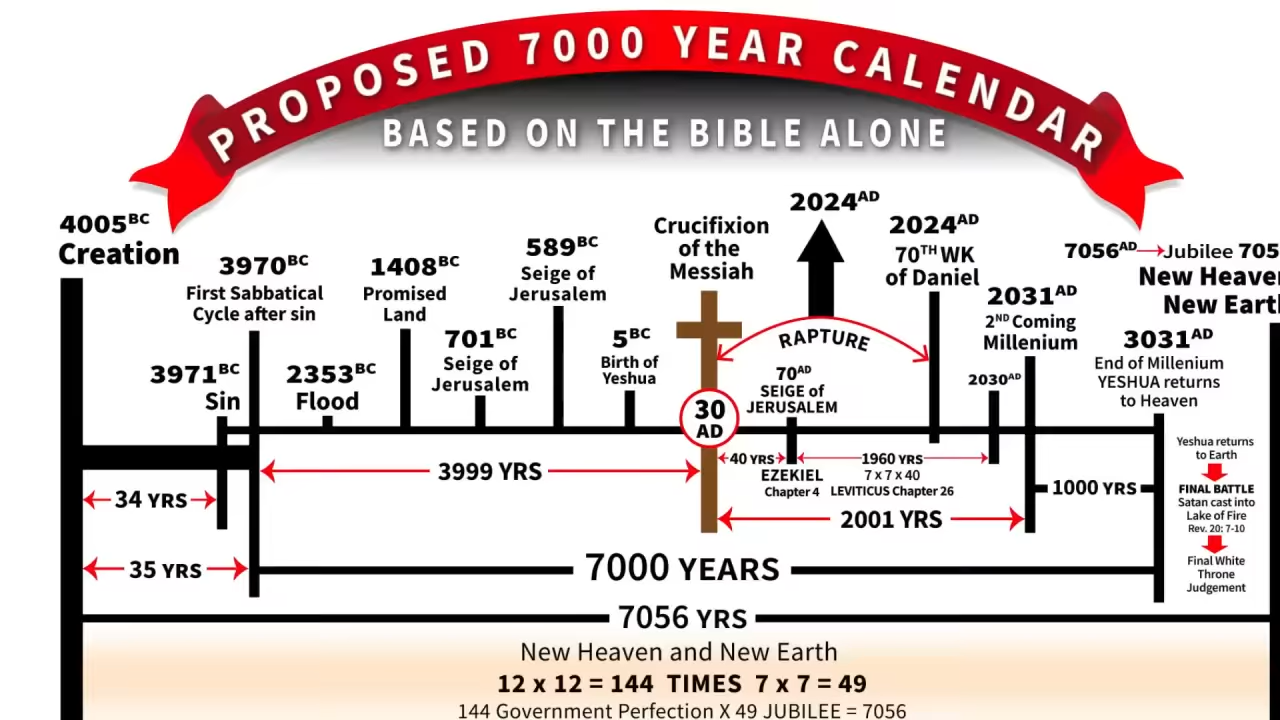 PROPOSED 7000 YEAR CALENDAR
BASED ON THE BIBLE ALONE
4005BC
Creation
3970BC
First Sabbatical
Cycle after sin
3971BC
Sin
2353BC
Flood
1408BC
Promised
Land
701BC
Seige of
Jerusalem
589BC
Seige of
Jerusalem
5BC
Birth of
Yeshua
Crucifixion
of the
Messiah
30
AD
2024AD
RAPTURE
70AD
SEIGE of
JERUSALEM
2024AD
70TH WK
of Daniel
2030AD
2031AD
2ND Coming
Millenium
7056AD Jubilee 705
New Heaven
New Earth
3031AD
End of Millenium
YESHUA returns
to Heaven
Yeshua returns
to Earth
FINAL BATTLE
Satan cast into
Lake of Fire
Rev. 20: 7-10
Final White
Throne
Judgement
3999 YRS
40 YRS
EZEKIEL
Chapter 4
1960 YRS
7 x 7 x 40
LEVITICUS Chapter 26
1000 YRS
34 YRS
2001 YRS
35 YRS
7000 YEARS
7056 YRS
New Heaven and New Earth
12 x 12 = 144 TIMES 7 x 7 = 49
144 Government Perfection X 49 JUBILEE = 7056